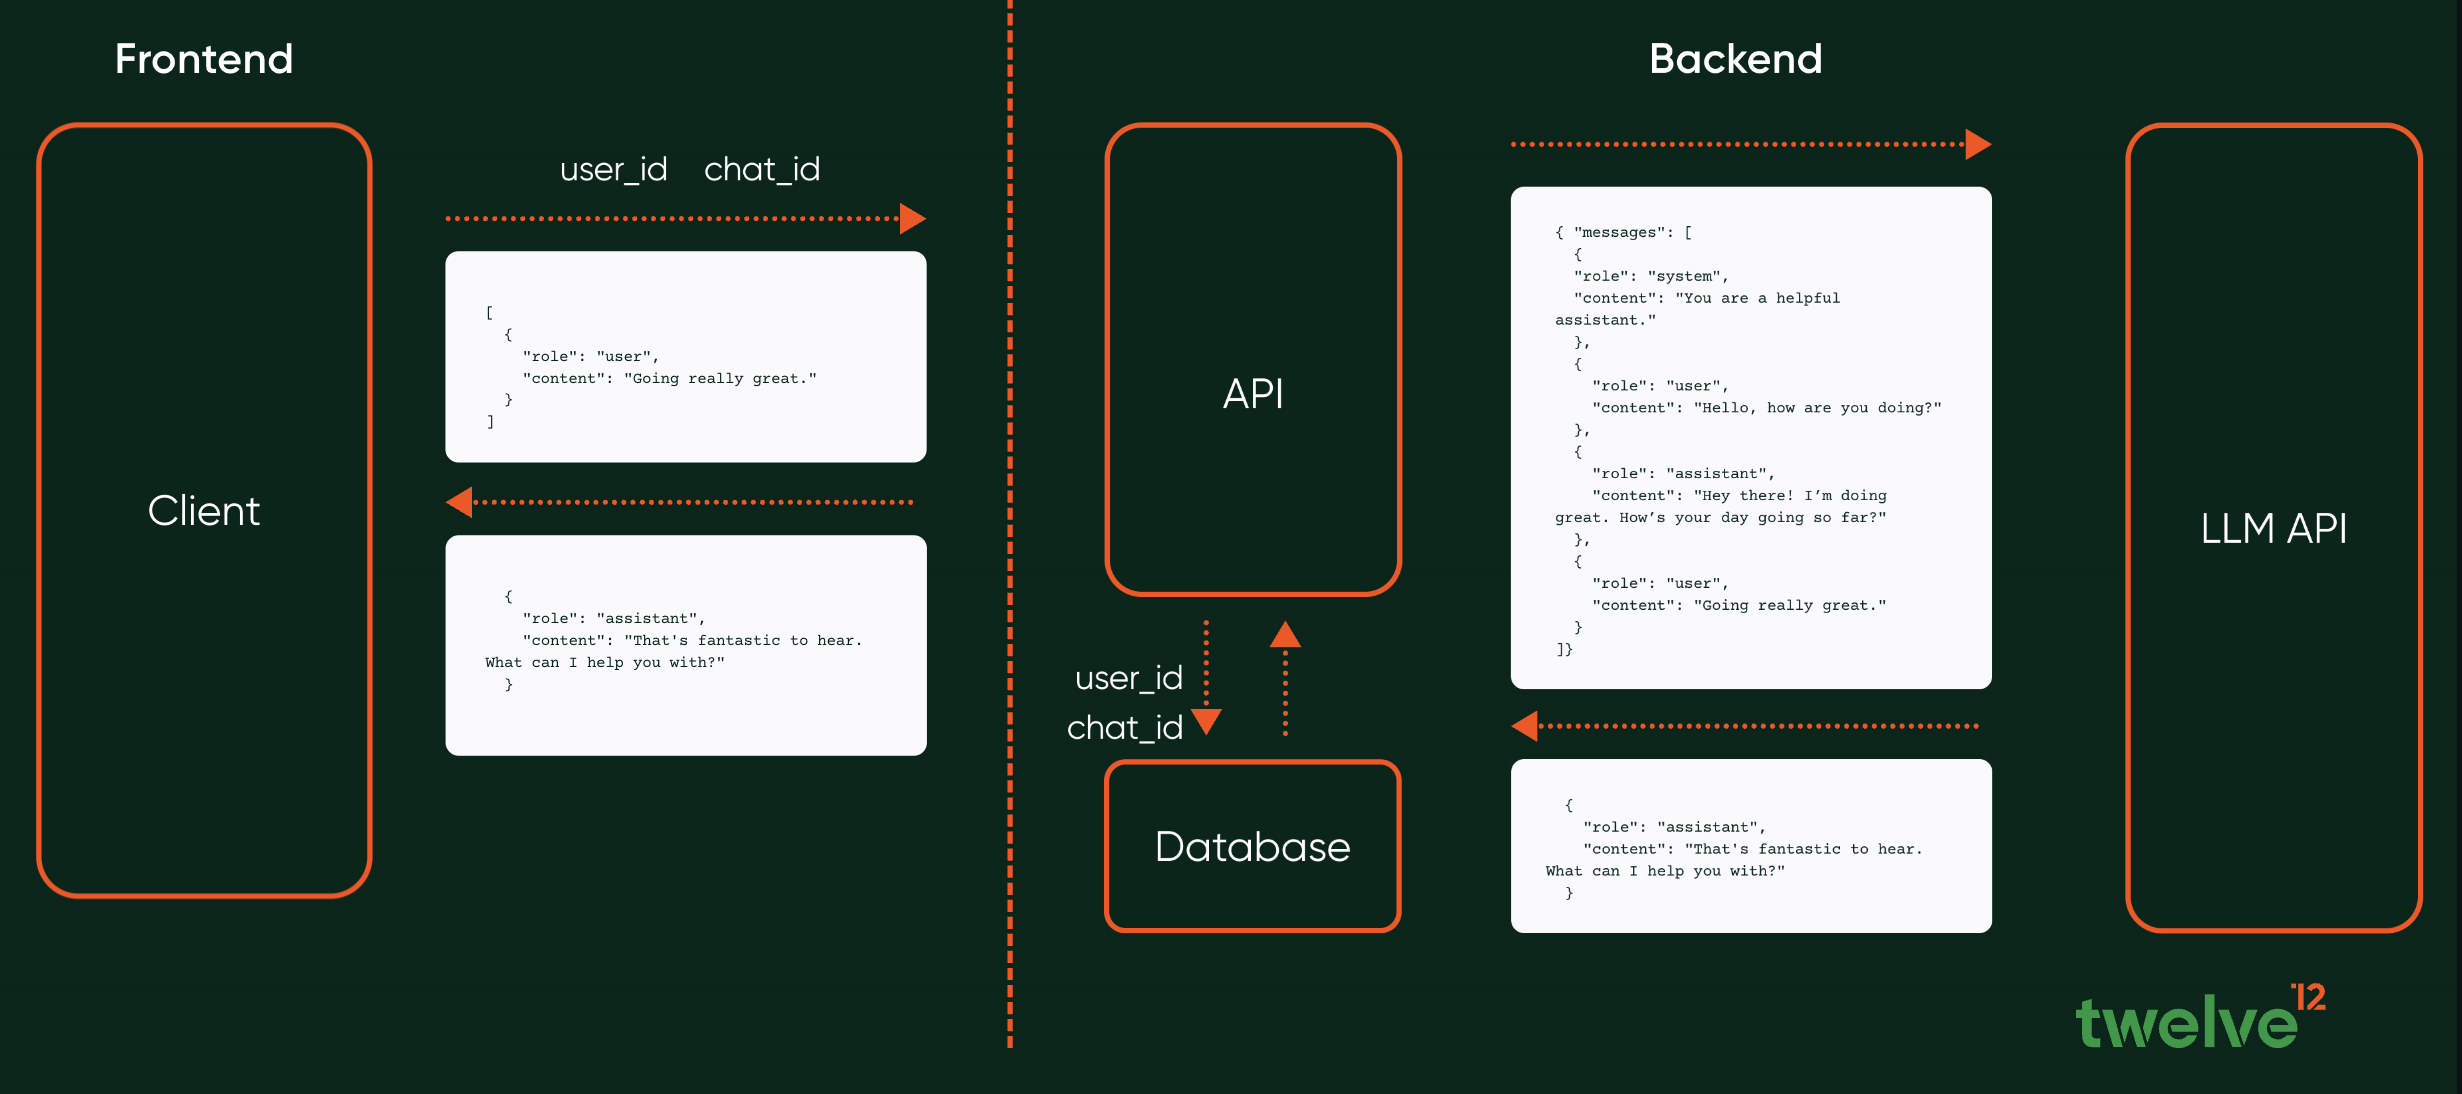 Frontend
Backend
Client
user_id chat_id
[
  {
    "role": "user",
    "content": "Going really great."
  }
]
  {
    "role": "assistant",
    "content": "That's fantastic to hear.
What can I help you with?"
  }
API
user_id
chat_id
Database
{ "messages": [
  {
  "role": "system",
  "content": "You are a helpful
assistant."
  },
  {
    "role": "user",
    "content": "Hello, how are you doing?"
  },
  {
    "role": "assistant",
    "content": "Hey there! I’m doing
great. How’s your day going so far?"
  },
  {
    "role": "user",
    "content": "Going really great."
  }
]}
  {
    "role": "assistant",
    "content": "That's fantastic to hear.
What can I help you with?"
  }
LLM API
twelve12